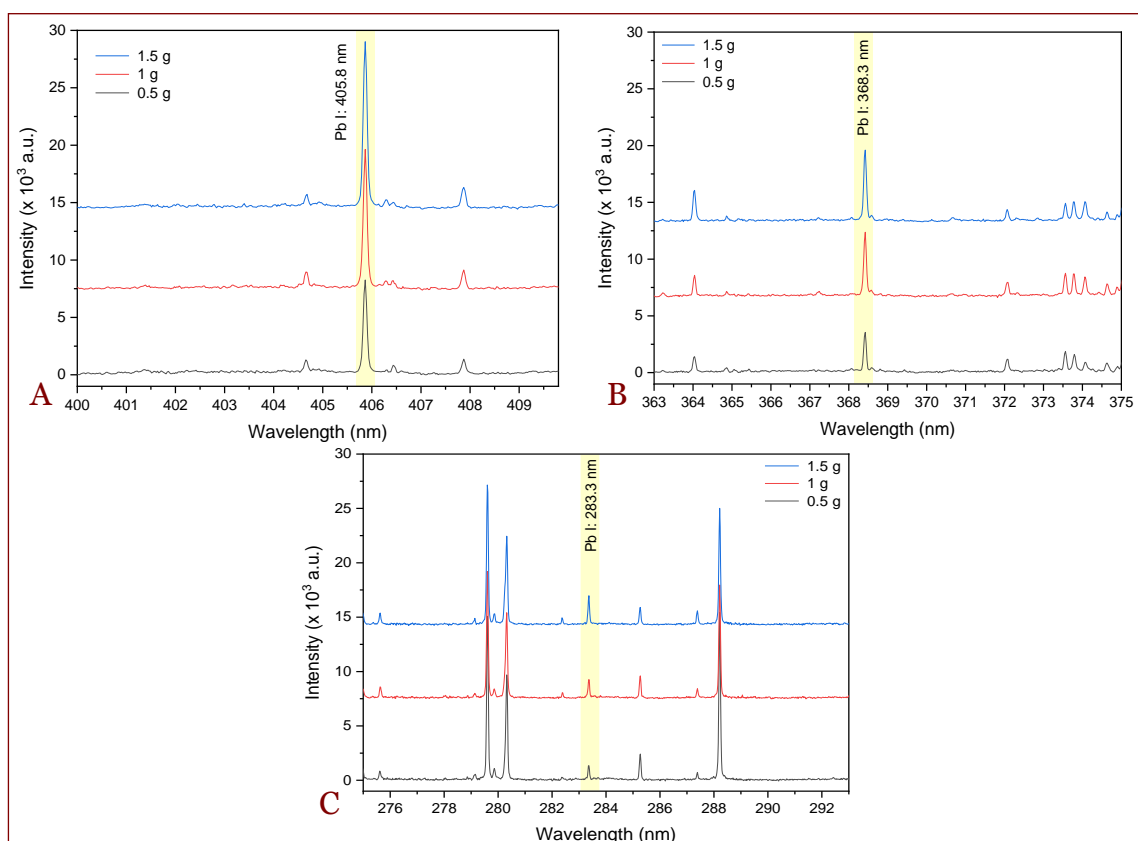 30
25
20
15
10
5
0
Intensity (x 10³ a.u.)
1.5 g
1 g
0.5 g
Pb I: 405.8 nm
400 401 402 403 404 405 406 407 408 409
Wavelength (nm)
A
30
25
20
15
10
5
0
Intensity (x 10³ a.u.)
1.5 g
1 g
0.5 g
Pb I: 368.3 nm
363 364 365 366 367 368 369 370 371 372 373 374 375
Wavelength (nm)
B
30
25
20
15
10
5
0
Intensity (x 10³ a.u.)
1.5 g
1 g
0.5 g
Pb I: 283.3 nm
276 278 280 282 284 286 288 290 292
Wavelength (nm)
C